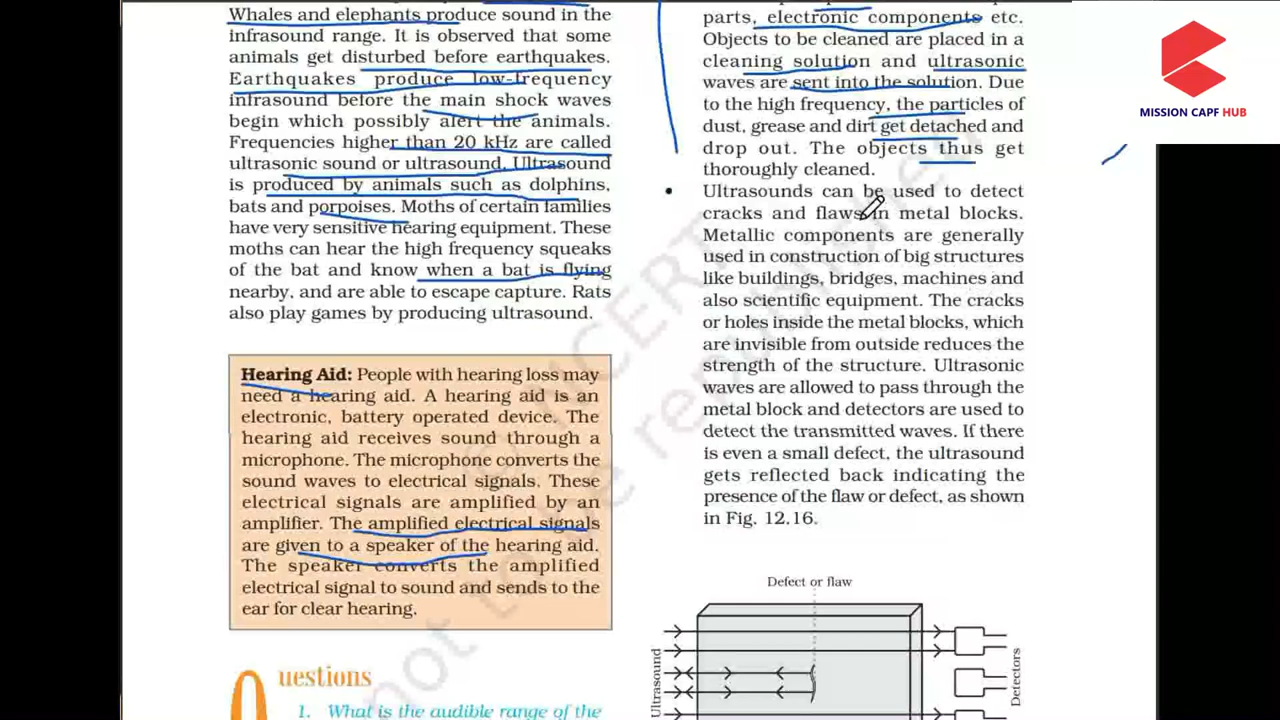 Whales and elephants produce sound in the
infrasound range. It is observed that some
animals get disturbed before earthquakes.
Earthquakes produce low-frequency
infrasound before the main shock waves
begin which possibly alert the animals.
Frequencies higher than 20 kHz are called
ultrasonic sound or ultrasound. Ultrasound
is produced by animals such as dolphins,
bats and porpoises. Moths of certain families
have very sensitive hearing equipment. These
moths can hear the high frequency squeaks
of the bat and know when a bat is flying
nearby, and are able to escape capture. Rats
also play games by producing ultrasound.
Hearing Aid: People with hearing loss may
need a hearing aid. A hearing aid is an
electronic, battery operated device. The
hearing aid receives sound through a
microphone. The microphone converts the
sound waves to electrical signals. These
electrical signals are amplified by an
amplifier. The amplified electrical signals
are given to a speaker of the hearing aid.
The speaker converts the amplified
electrical signal to sound and sends to the
ear for clear hearing.
Questions
1. What is the audible range of the
parts, electronic components etc.
Objects to be cleaned are placed in a
cleaning solution and ultrasonic
waves are sent into the solution. Due
to the high frequency, the particles of
dust, grease and dirt get detached and
drop out. The objects thus get
thoroughly cleaned.
• Ultrasounds can be used to detect
cracks and flaws in metal blocks.
Metallic components are generally
used in construction of big structures
like buildings, bridges, machines and
also scientific equipment. The cracks
or holes inside the metal blocks, which
are invisible from outside reduces the
strength of the structure. Ultrasonic
waves are allowed to pass through the
metal block and detectors are used to
detect the transmitted waves. If there
is even a small defect, the ultrasound
gets reflected back indicating the
presence of the flaw or defect, as shown
in Fig. 12.16.
Defect or flaw
Ultrasound
Detectors
MISSION CAPF HUB
© NCERT
not to be republished